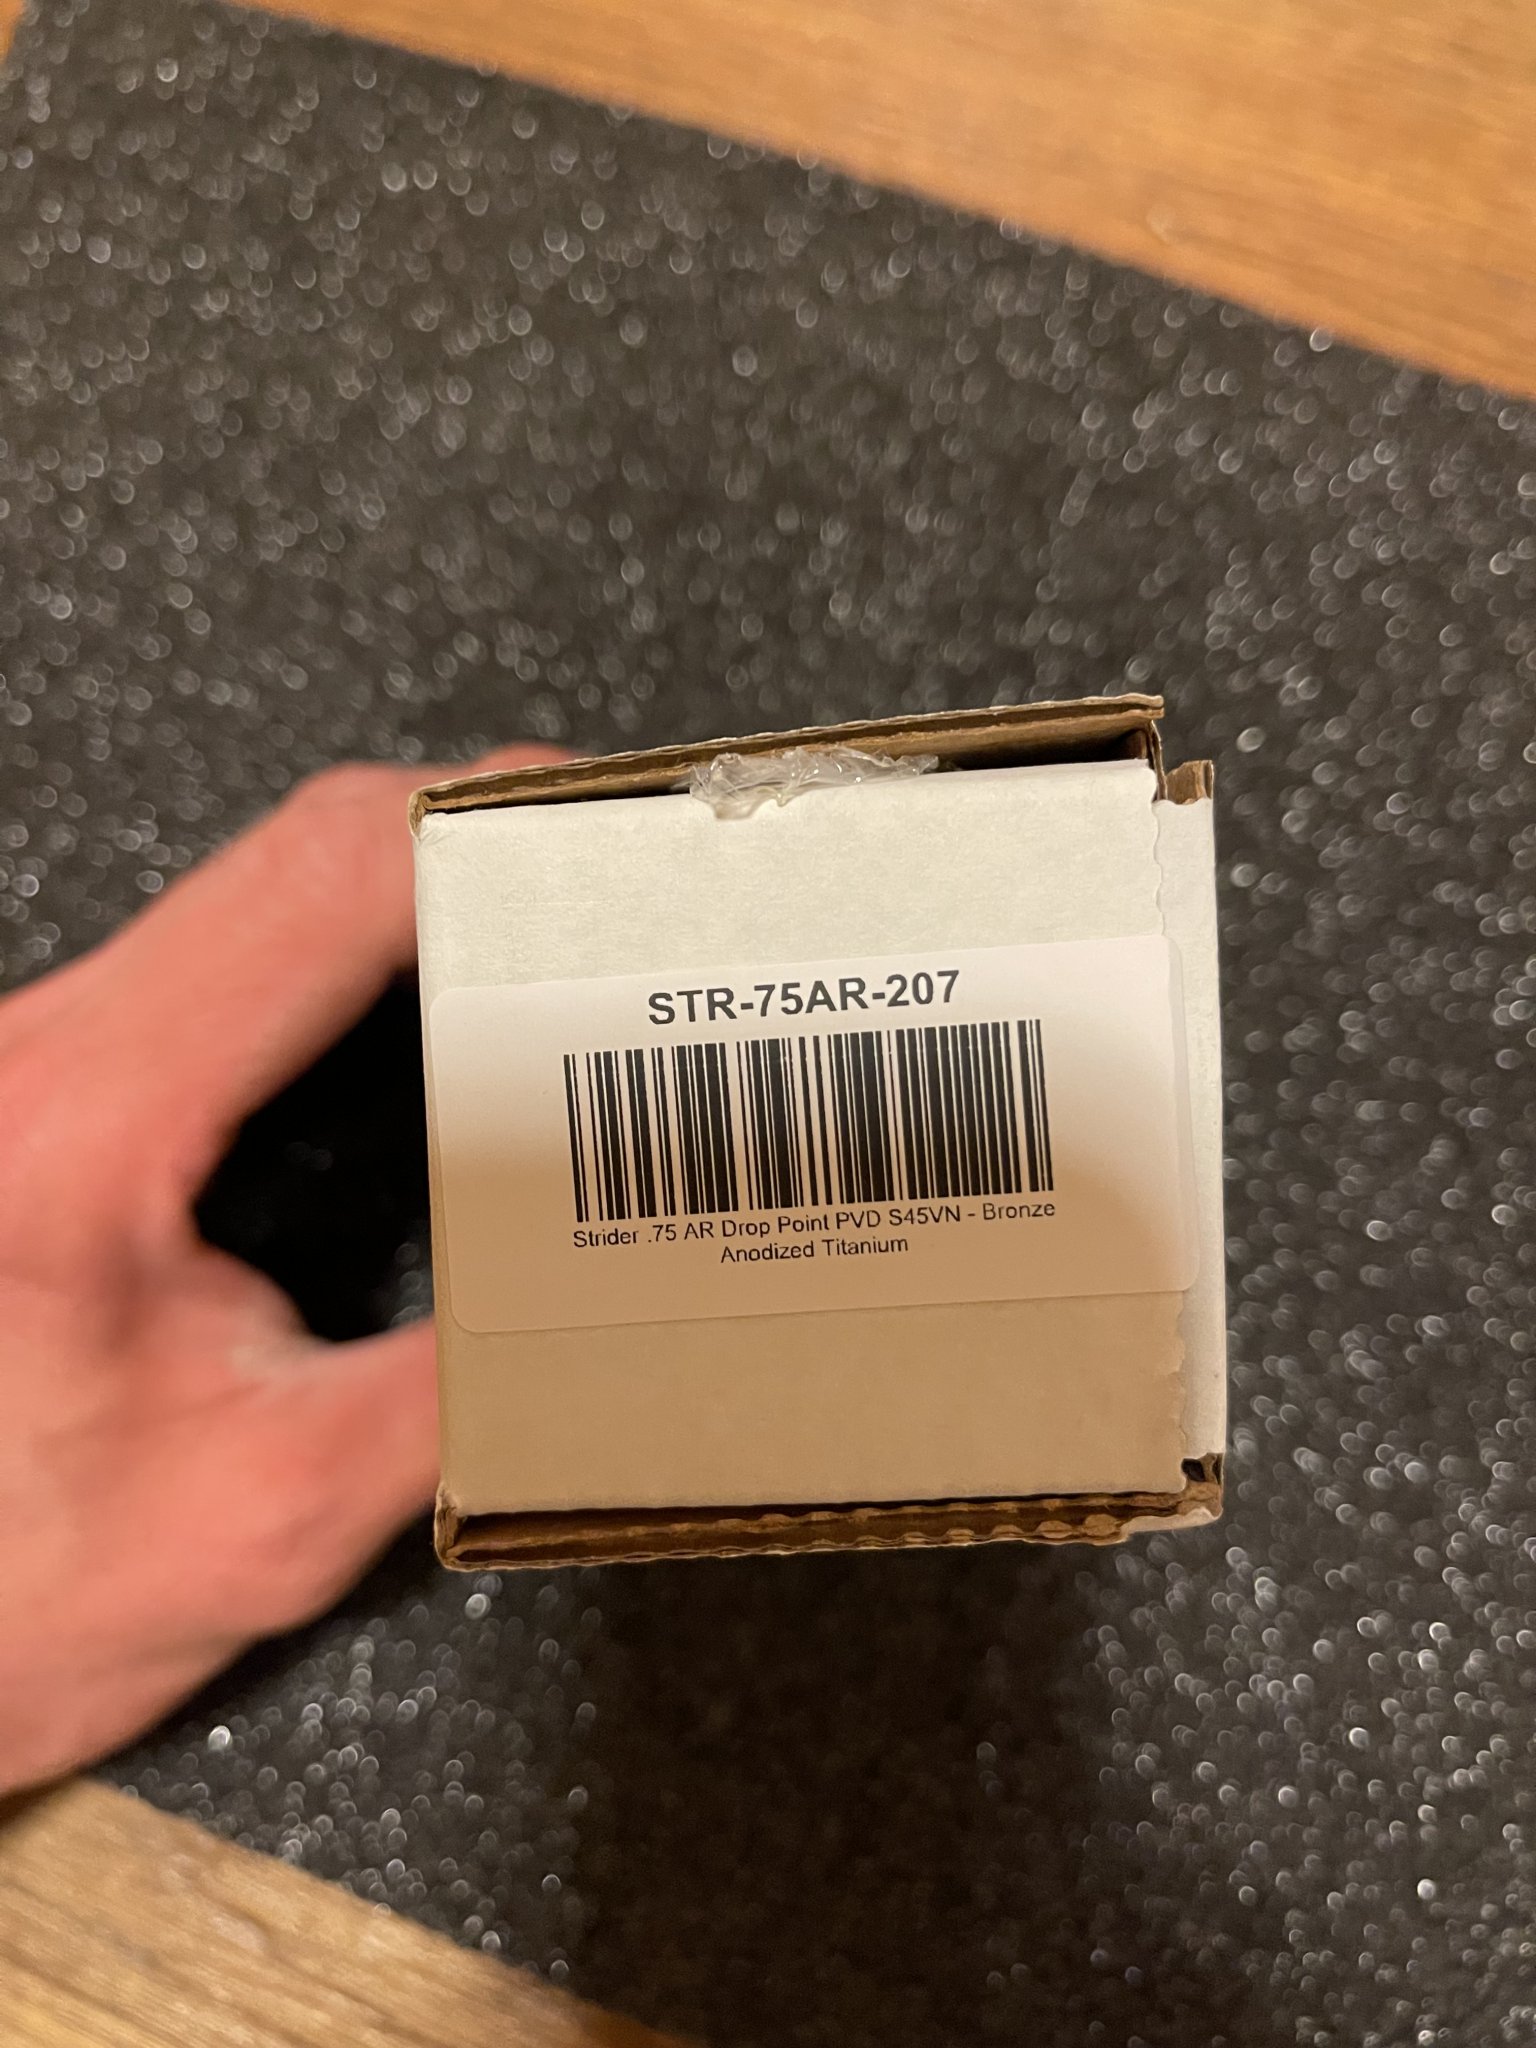 STR-75AR-207
Strider .75 AR Drop Point PVD S45VN - Bronze
Anodized Titanium